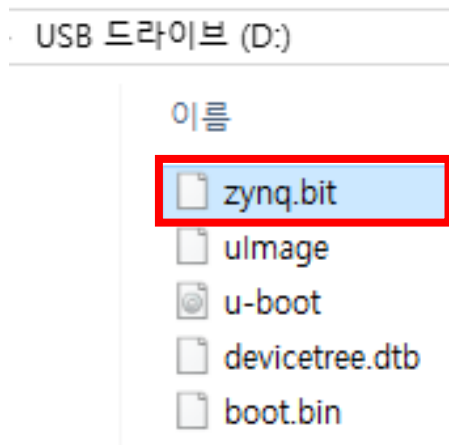 USB 드라이브 (D:)
이름
zynq.bit
uImage
u-boot
devicetree.dtb
boot.bin